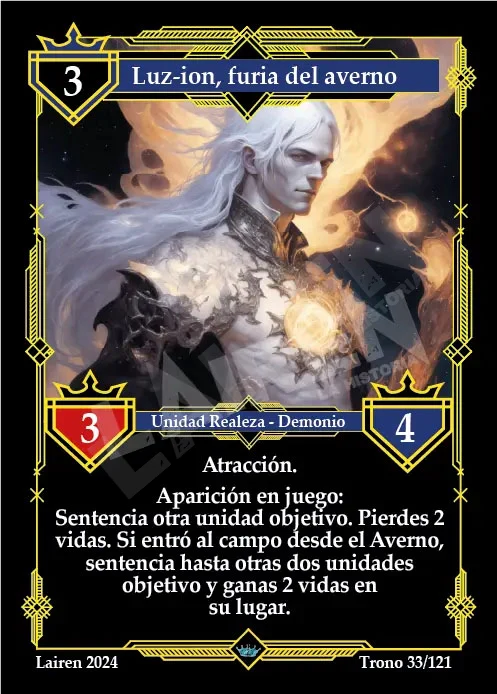 3
Luz-ion, furia del averno
3
Unidad Realeza - Demonio
4
Atracción.
Aparición en juego:
Sentencia otra unidad objetivo. Pierdes 2
vidas. Si entró al campo desde el Averno,
sentencia hasta otras dos unidades
objetivo y ganas 2 vidas en
su lugar.
Lairen 2024
Trono 33/121